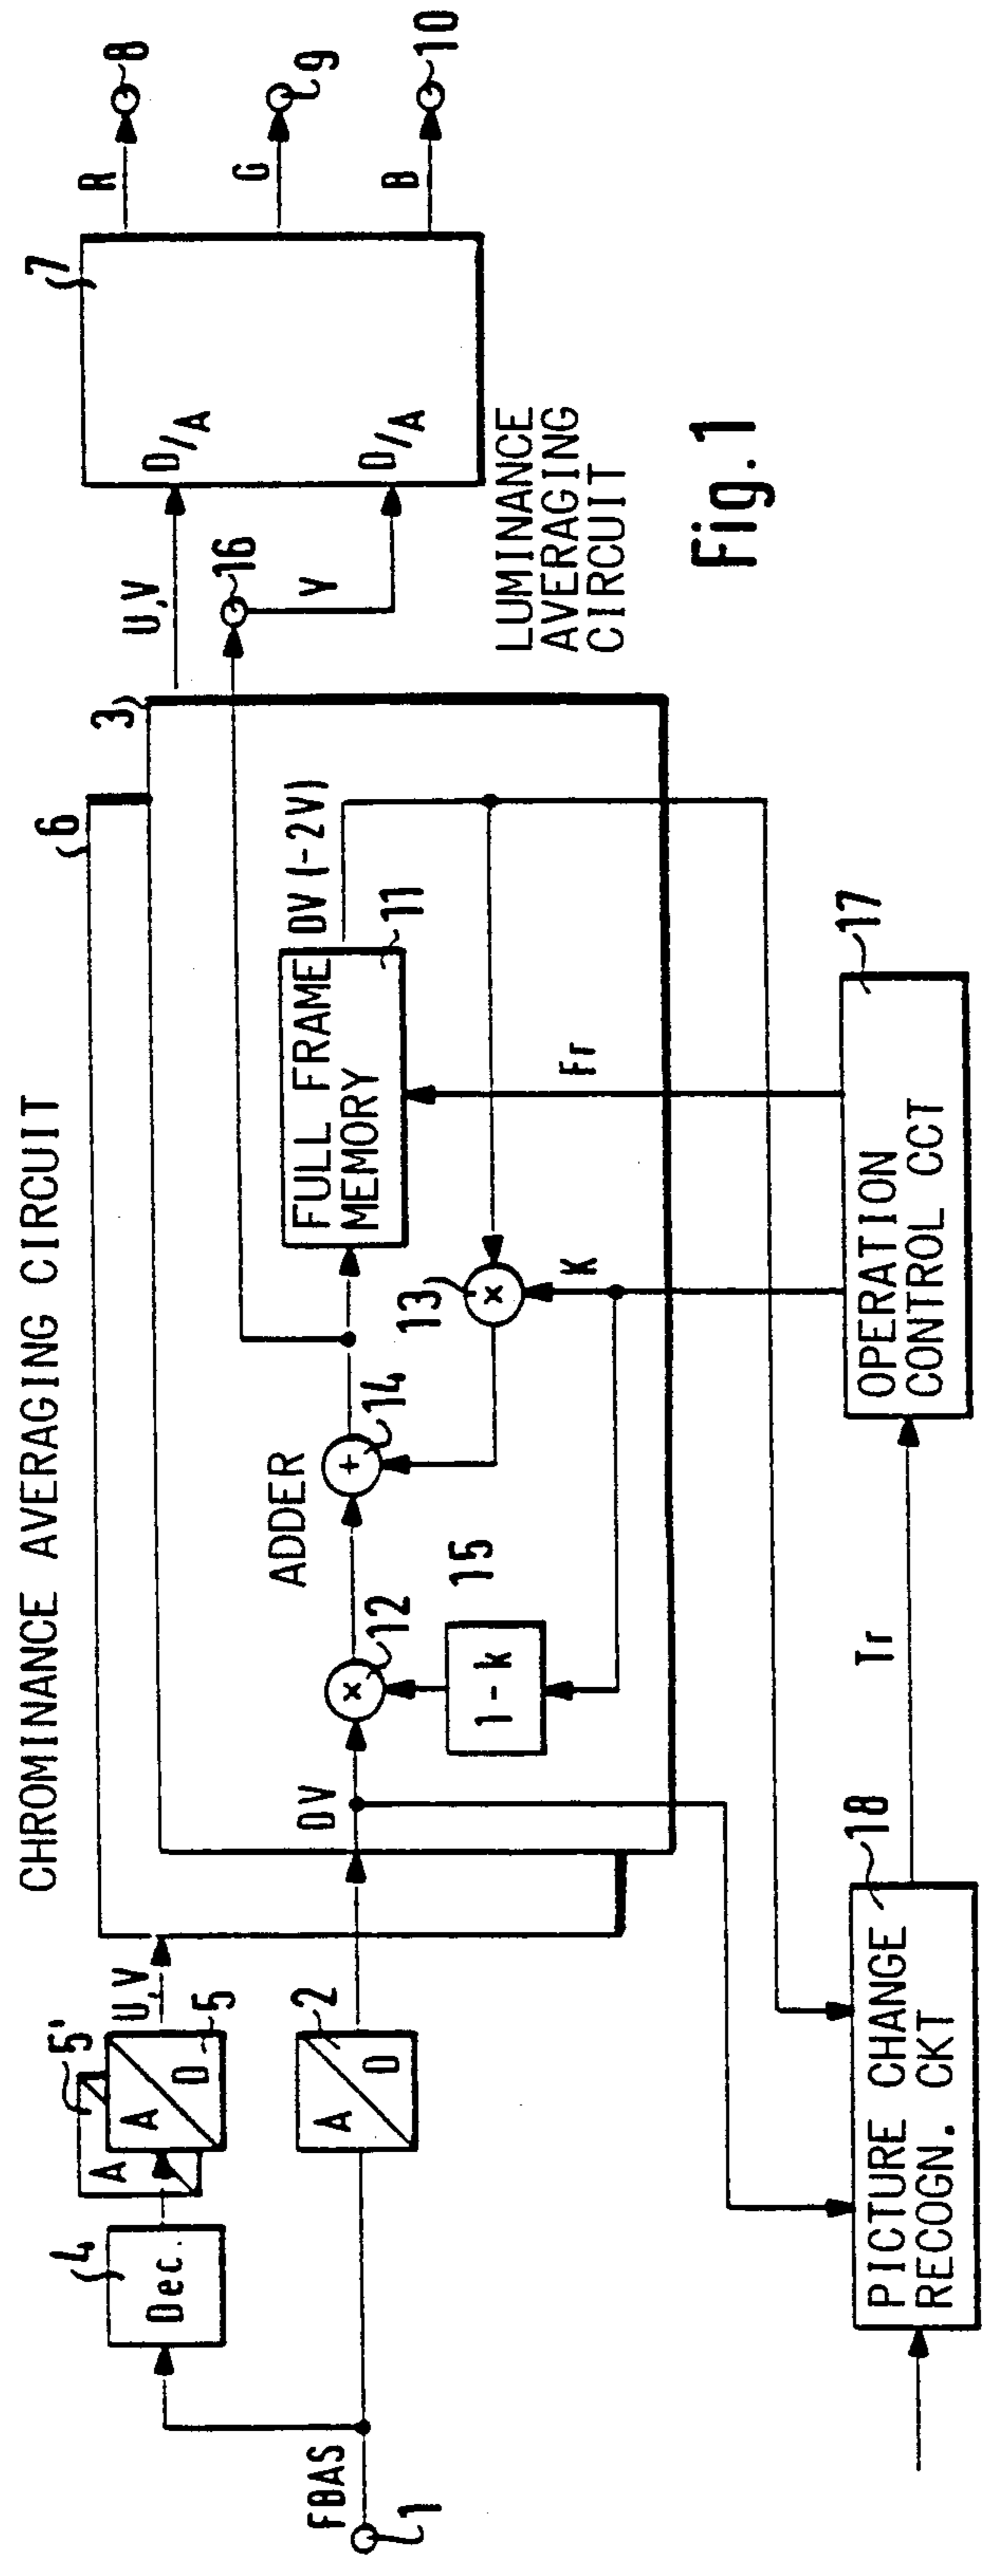 CHROMINANCE AVERAGING CIRCUIT
6
3
U,V
5'
5
A
A
D
4
Dec.
FBAS
1
2
A
D
DV
12
×
ADDER
14
+
15
1-k
13
×
K
FULL FRAME
MEMORY
11
DV (-2V)
Fr
16
Y
U,V
7
D/A
D/A
R
8
G
9
B
10
LUMINANCE
AVERAGING
CIRCUIT
PICTURE CHANGE
RECOGN. CKT
18
Tr
OPERATION
CONTROL CCT
17
Fig.1